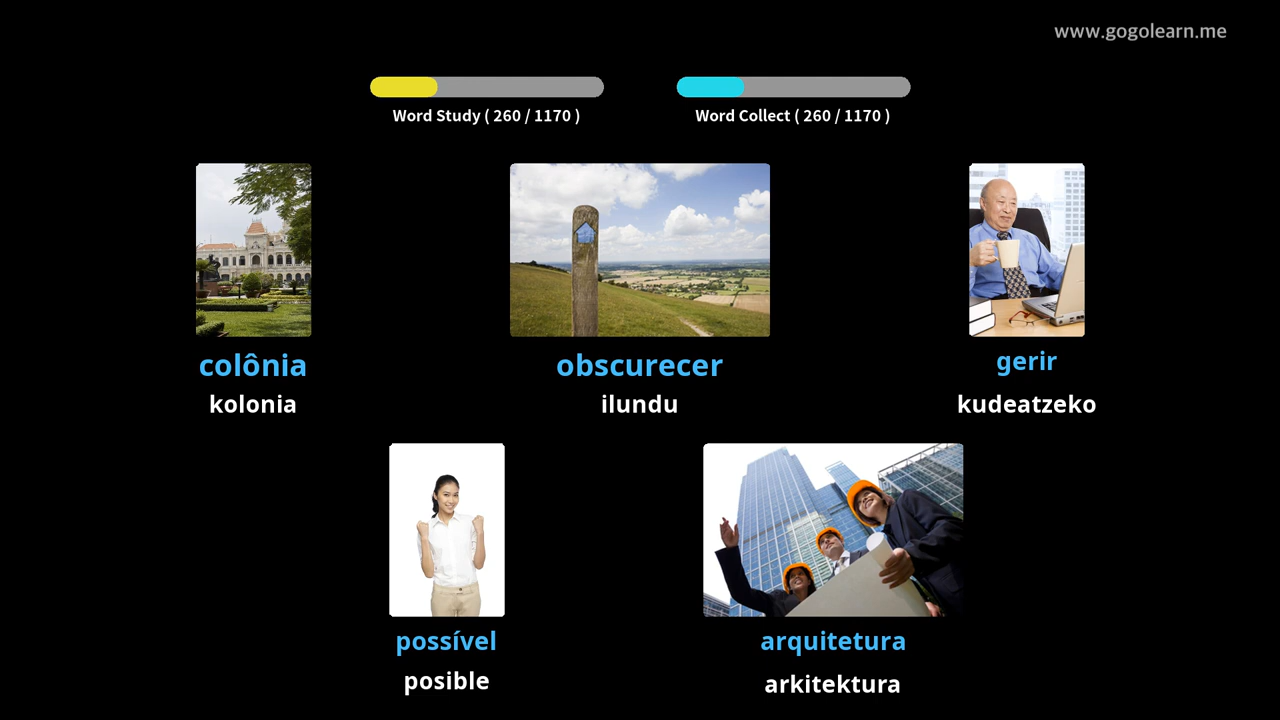 www.gogolearn.me
Word Study ( 260 / 1170 )
Word Collect ( 260 / 1170 )
colônia
kolonia
obscurecer
ilundu
gerir
kudeatzeko
possível
posible
arquitetura
arkitektura